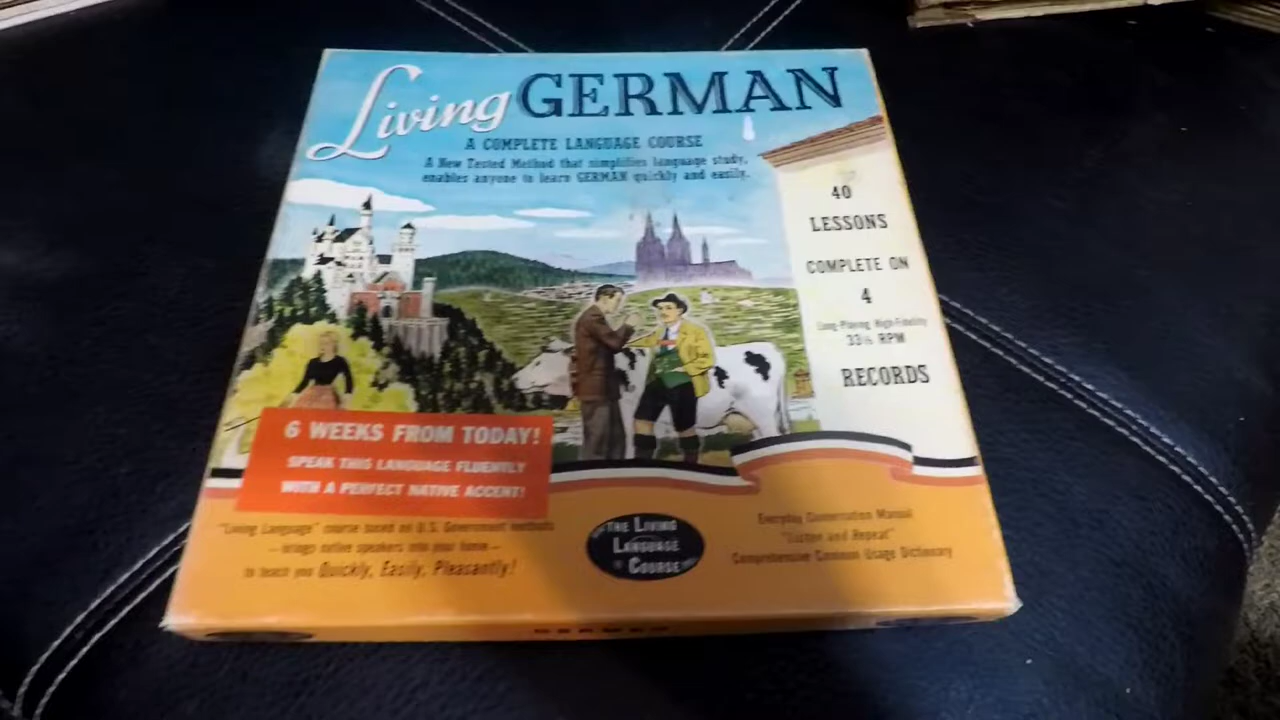 Living GERMAN
A COMPLETE LANGUAGE COURSE
A New Tested Method that simplifies language study,
enables anyone to learn GERMAN quickly and easily.
40
LESSONS
COMPLETE ON
4
Long-Playing High-Fidelity
33⅓ RPM
RECORDS
6 WEEKS FROM TODAY!
SPEAK THIS LANGUAGE FLUENTLY
WITH A PERFECT NATIVE ACCENT!
"Living Language" course based on U.S. Government methods
– brings native speakers into your home –
to teach you Quickly, Easily, Pleasantly!
THE LIVING
LANGUAGE
COURSE
Everyday Conversation Manual
"Listen and Repeat"
Comprehensive Common Usage Dictionary